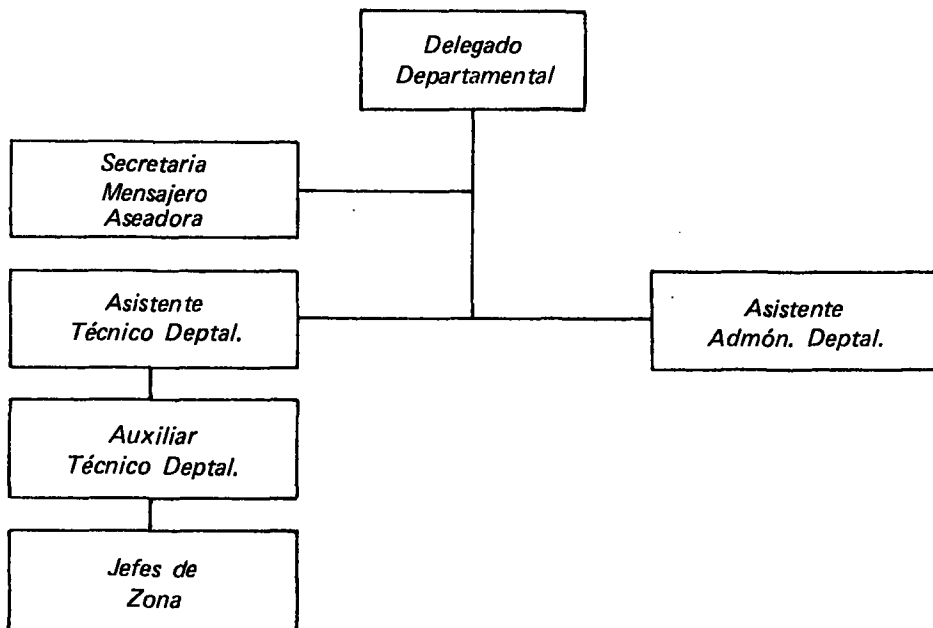 Delegado
Departamental
Secretaria
Mensajero
Aseadora
Asistente
Técnico Deptal.
Asistente
Admón. Deptal.
Auxiliar
Técnico Deptal.
Jefes de
Zona